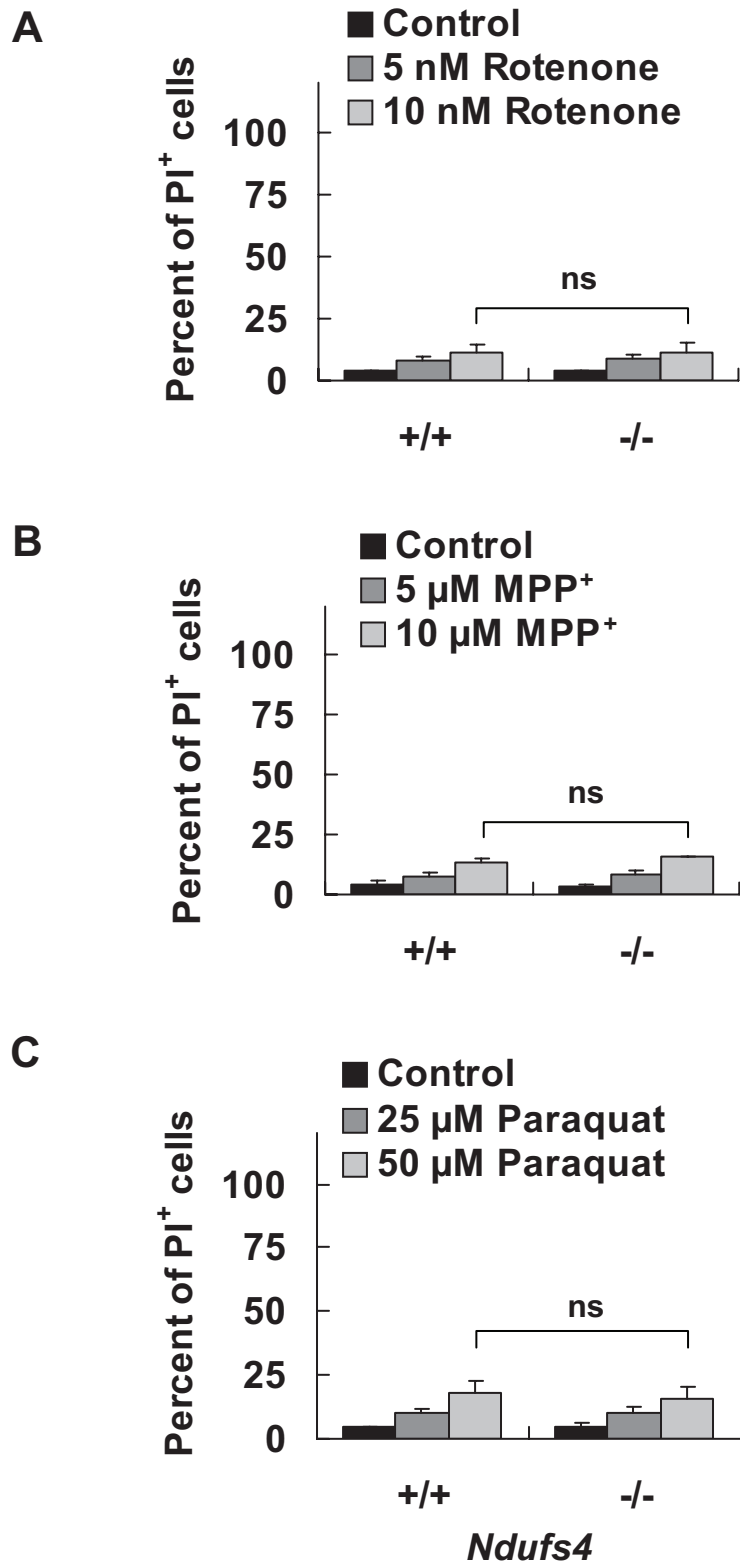 A
Control
5 nM Rotenone
10 nM Rotenone
Percent of PI⁺ cells
100
75
50
25
0
ns
+/+
-/-
B
Control
5 µM MPP⁺
10 µM MPP⁺
Percent of PI⁺ cells
100
75
50
25
0
ns
+/+
-/-
C
Control
25 µM Paraquat
50 µM Paraquat
Percent of PI⁺ cells
100
75
50
25
0
ns
+/+
-/-
Ndufs4